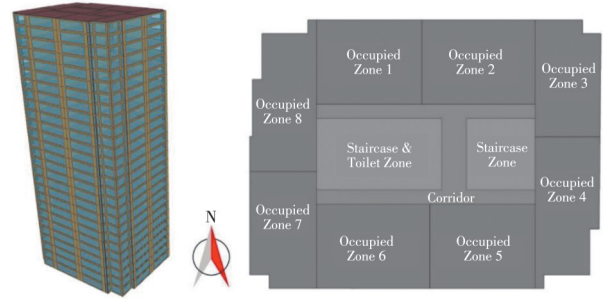 Occupied
Zone 1
Occupied
Zone 2
Occupied
Zone 3
Occupied
Zone 8
Staircase &
Toilet Zone
Staircase
Zone
Corridor
Occupied
Zone 4
Occupied
Zone 7
Occupied
Zone 6
Occupied
Zone 5
N